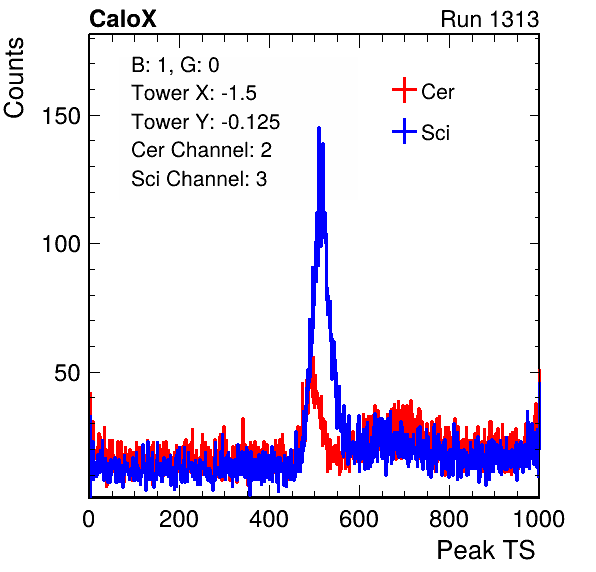 CaloX Run 1313
Counts
B: 1, G: 0
Tower X: -1.5
Tower Y: -0.125
Cer Channel: 2
Sci Channel: 3
Cer
Sci
150
100
50
0 200 400 600 800 1000
Peak TS